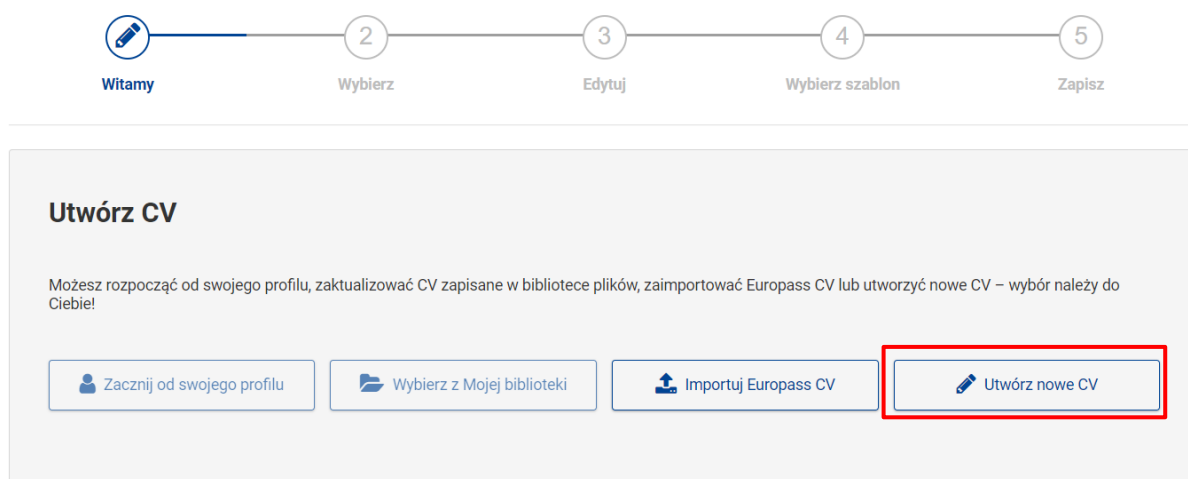 2
3
4
5
Witamy
Wybierz
Edytuj
Wybierz szablon
Zapisz
Utwórz CV
Możesz rozpocząć od swojego profilu, zaktualizować CV zapisane w bibliotece plików, zaimportować Europass CV lub utworzyć nowe CV – wybór należy do
Ciebie!
Zacznij od swojego profilu
Wybierz z Mojej biblioteki
Importuj Europass CV
Utwórz nowe CV